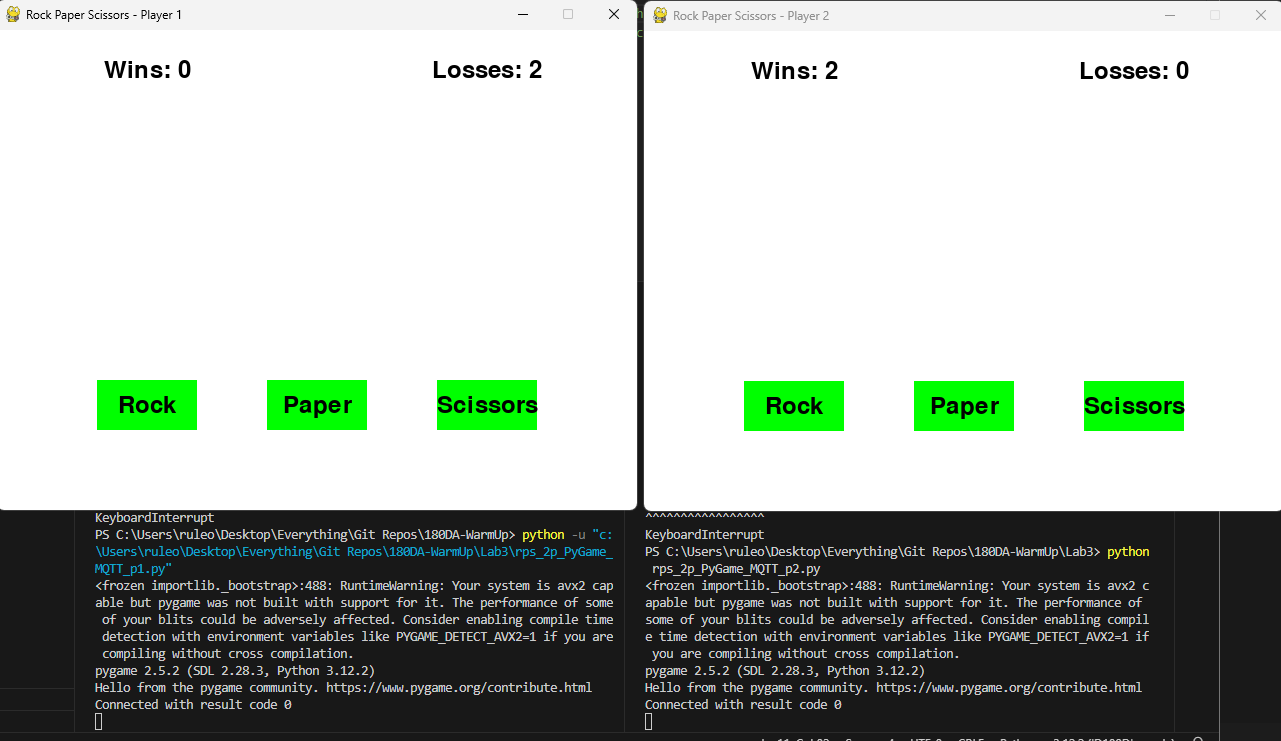 Rock Paper Scissors - Player 1
Wins: 0
Losses: 2
Rock
Paper
Scissors
Rock Paper Scissors - Player 2
Wins: 2
Losses: 0
Rock
Paper
Scissors
KeyboardInterrupt
PS C:\Users\ruleo\Desktop\Everything\Git Repos\180DA-WarmUp> python -u "c:
\Users\ruleo\Desktop\Everything\Git Repos\180DA-WarmUp\Lab3\rps_2p_PyGame_
MQTT_p1.py"
<frozen importlib._bootstrap>:488: RuntimeWarning: Your system is avx2 cap
able but pygame was not built with support for it. The performance of some
 of your blits could be adversely affected. Consider enabling compile time
 detection with environment variables like PYGAME_DETECT_AVX2=1 if you are
 compiling without cross compilation.
pygame 2.5.2 (SDL 2.28.3, Python 3.12.2)
Hello from the pygame community. https://www.pygame.org/contribute.html
Connected with result code 0
^^^^^^^^^^^^^^^^^
KeyboardInterrupt
PS C:\Users\ruleo\Desktop\Everything\Git Repos\180DA-WarmUp\Lab3> python
 rps_2p_PyGame_MQTT_p2.py
<frozen importlib._bootstrap>:488: RuntimeWarning: Your system is avx2 c
apable but pygame was not built with support for it. The performance of
some of your blits could be adversely affected. Consider enabling compil
e time detection with environment variables like PYGAME_DETECT_AVX2=1 if
 you are compiling without cross compilation.
pygame 2.5.2 (SDL 2.28.3, Python 3.12.2)
Hello from the pygame community. https://www.pygame.org/contribute.html
Connected with result code 0